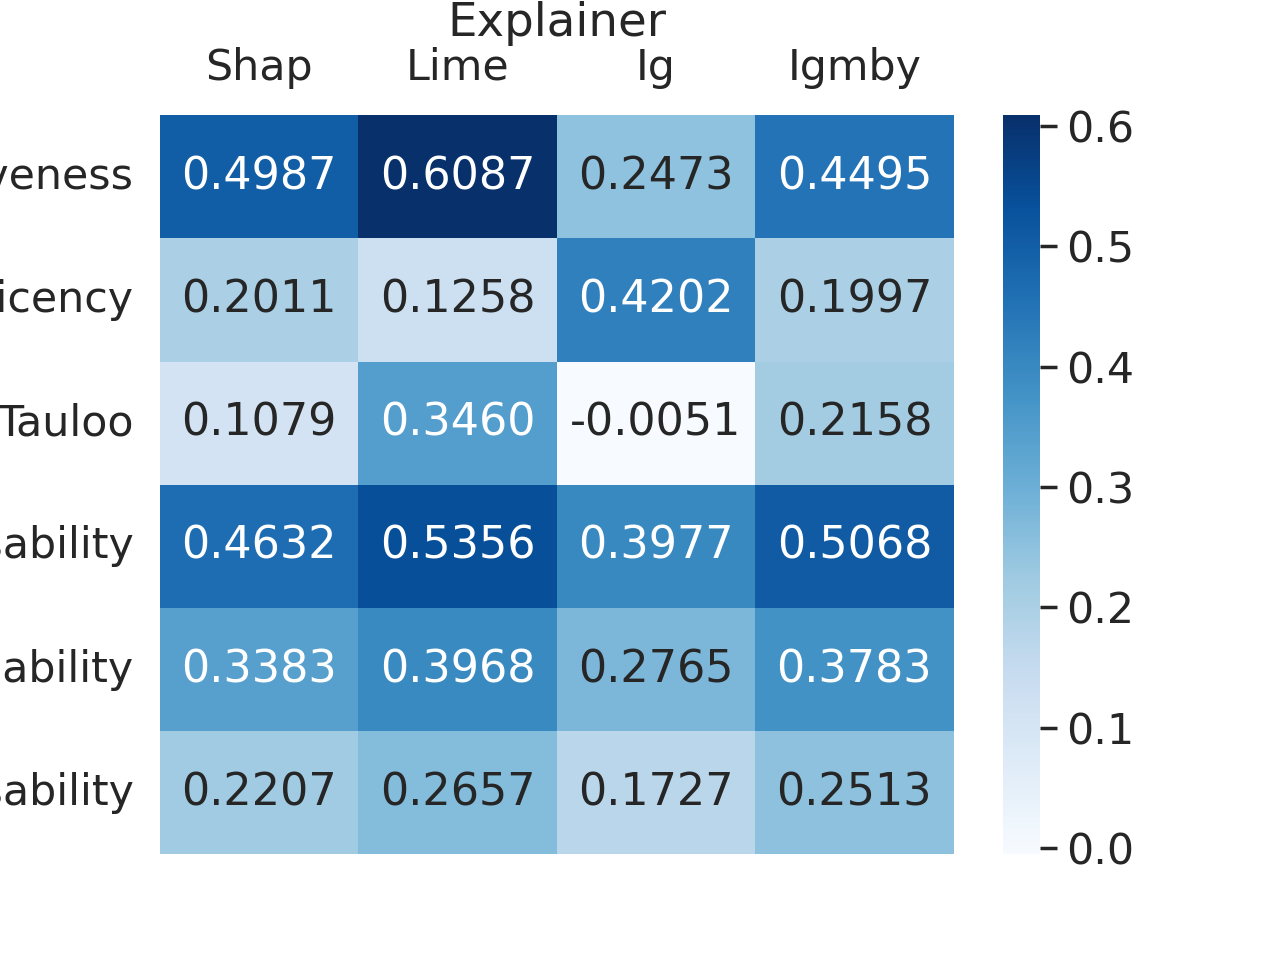 Explainer
Shap Lime Ig Igmby
veness 0.4987 0.6087 0.2473 0.4495 0.6
icency 0.2011 0.1258 0.4202 0.1997 0.5
Tauloo 0.1079 0.3460 -0.0051 0.2158 0.4
ability 0.4632 0.5356 0.3977 0.5068 0.3
ability 0.3383 0.3968 0.2765 0.3783 0.2
ability 0.2207 0.2657 0.1727 0.2513 0.1
0.0